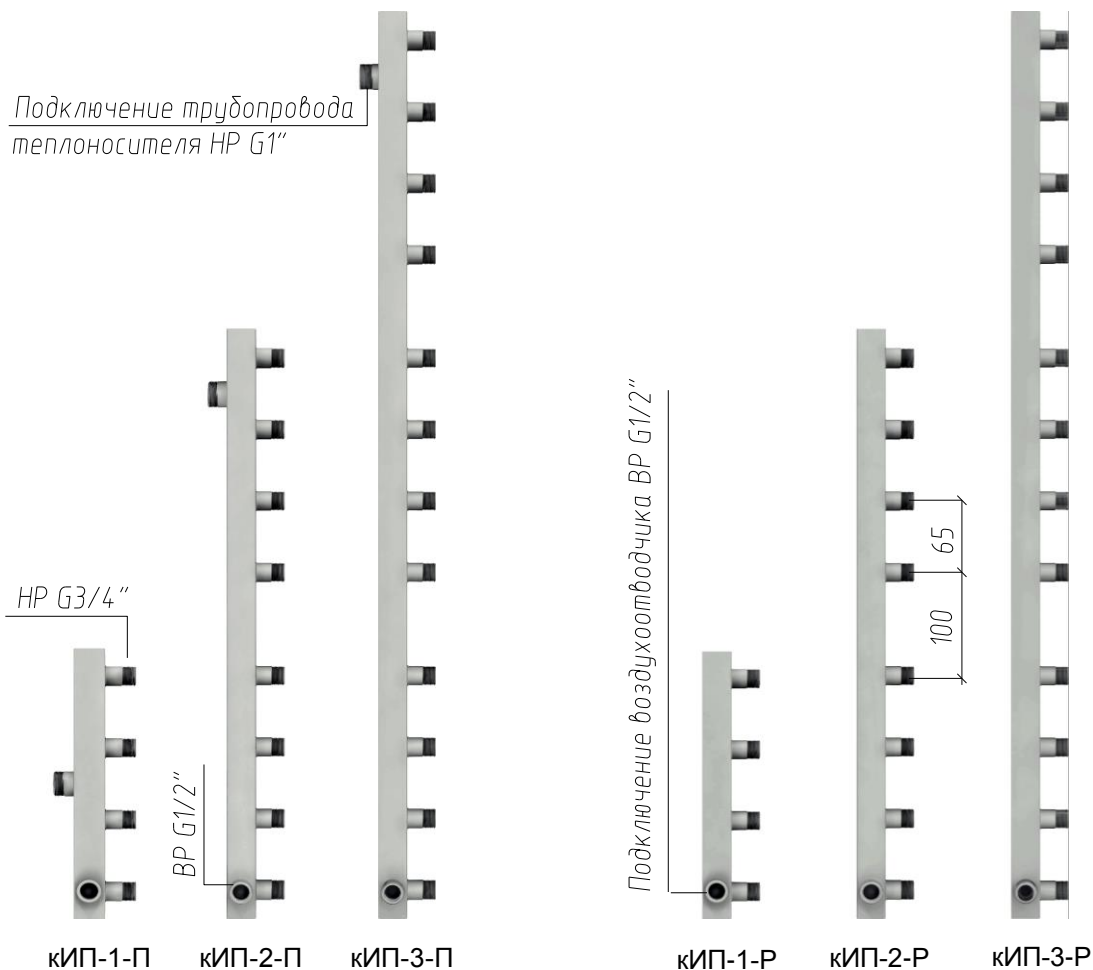 Подключение трубопровода
теплоносителя НР G1"
НР G3/4"
ВР G1/2"
Подключение воздухоотводчика ВР G1/2"
65
100
кИП-1-П
кИП-2-П
кИП-3-П
кИП-1-Р
кИП-2-Р
кИП-3-Р